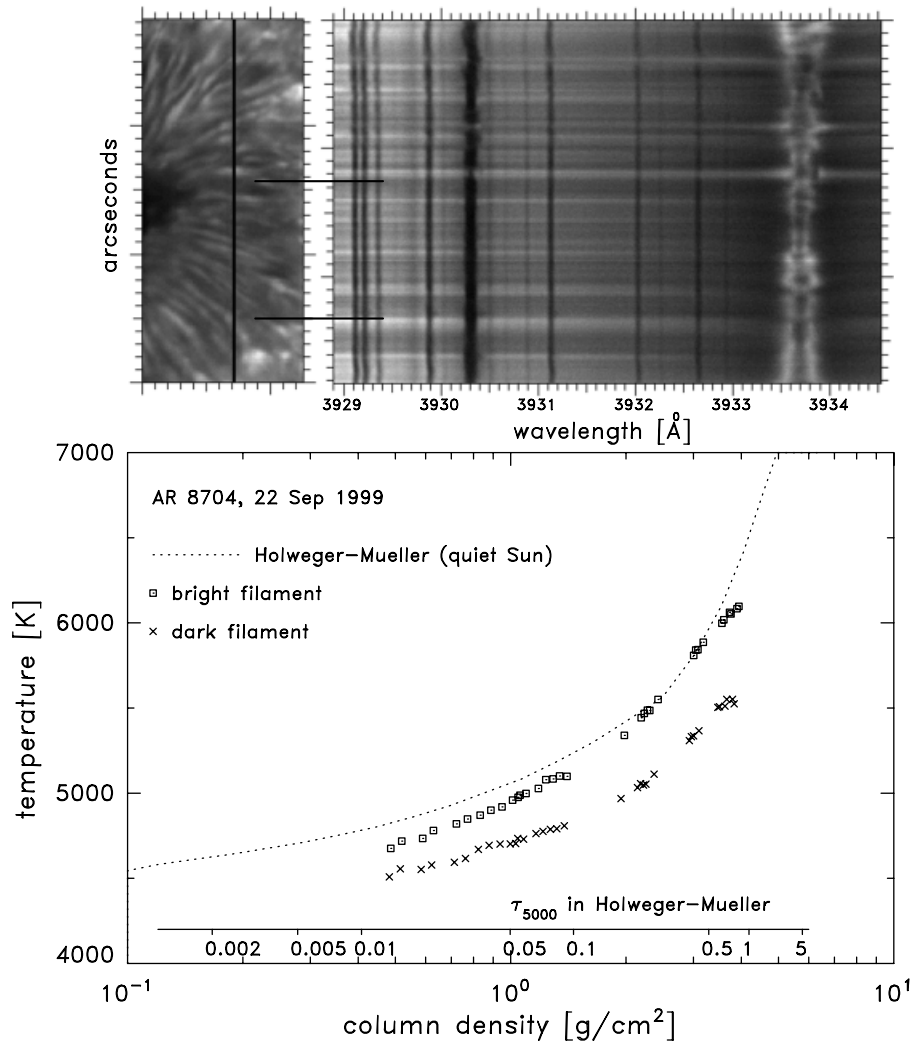 arcseconds
3929 3930 3931 3932 3933 3934
wavelength [Å]
7000
6000
5000
4000
temperature [K]
AR 8704, 22 Sep 1999
Holweger-Mueller (quiet Sun)
bright filament
dark filament
τ5000 in Holweger-Mueller
0.002 0.005 0.01 0.05 0.1 0.5 1 5
10⁻¹ 10⁰ 10¹
column density [g/cm²]